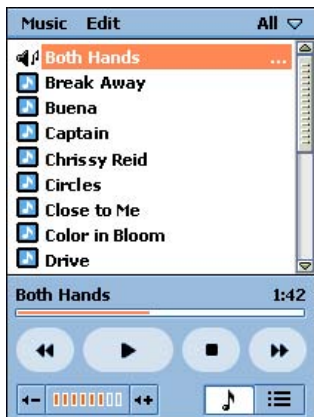 Music Edit All
Both Hands ...
Break Away
Buena
Captain
Chrissy Reid
Circles
Close to Me
Color in Bloom
Drive
Both Hands 1:42